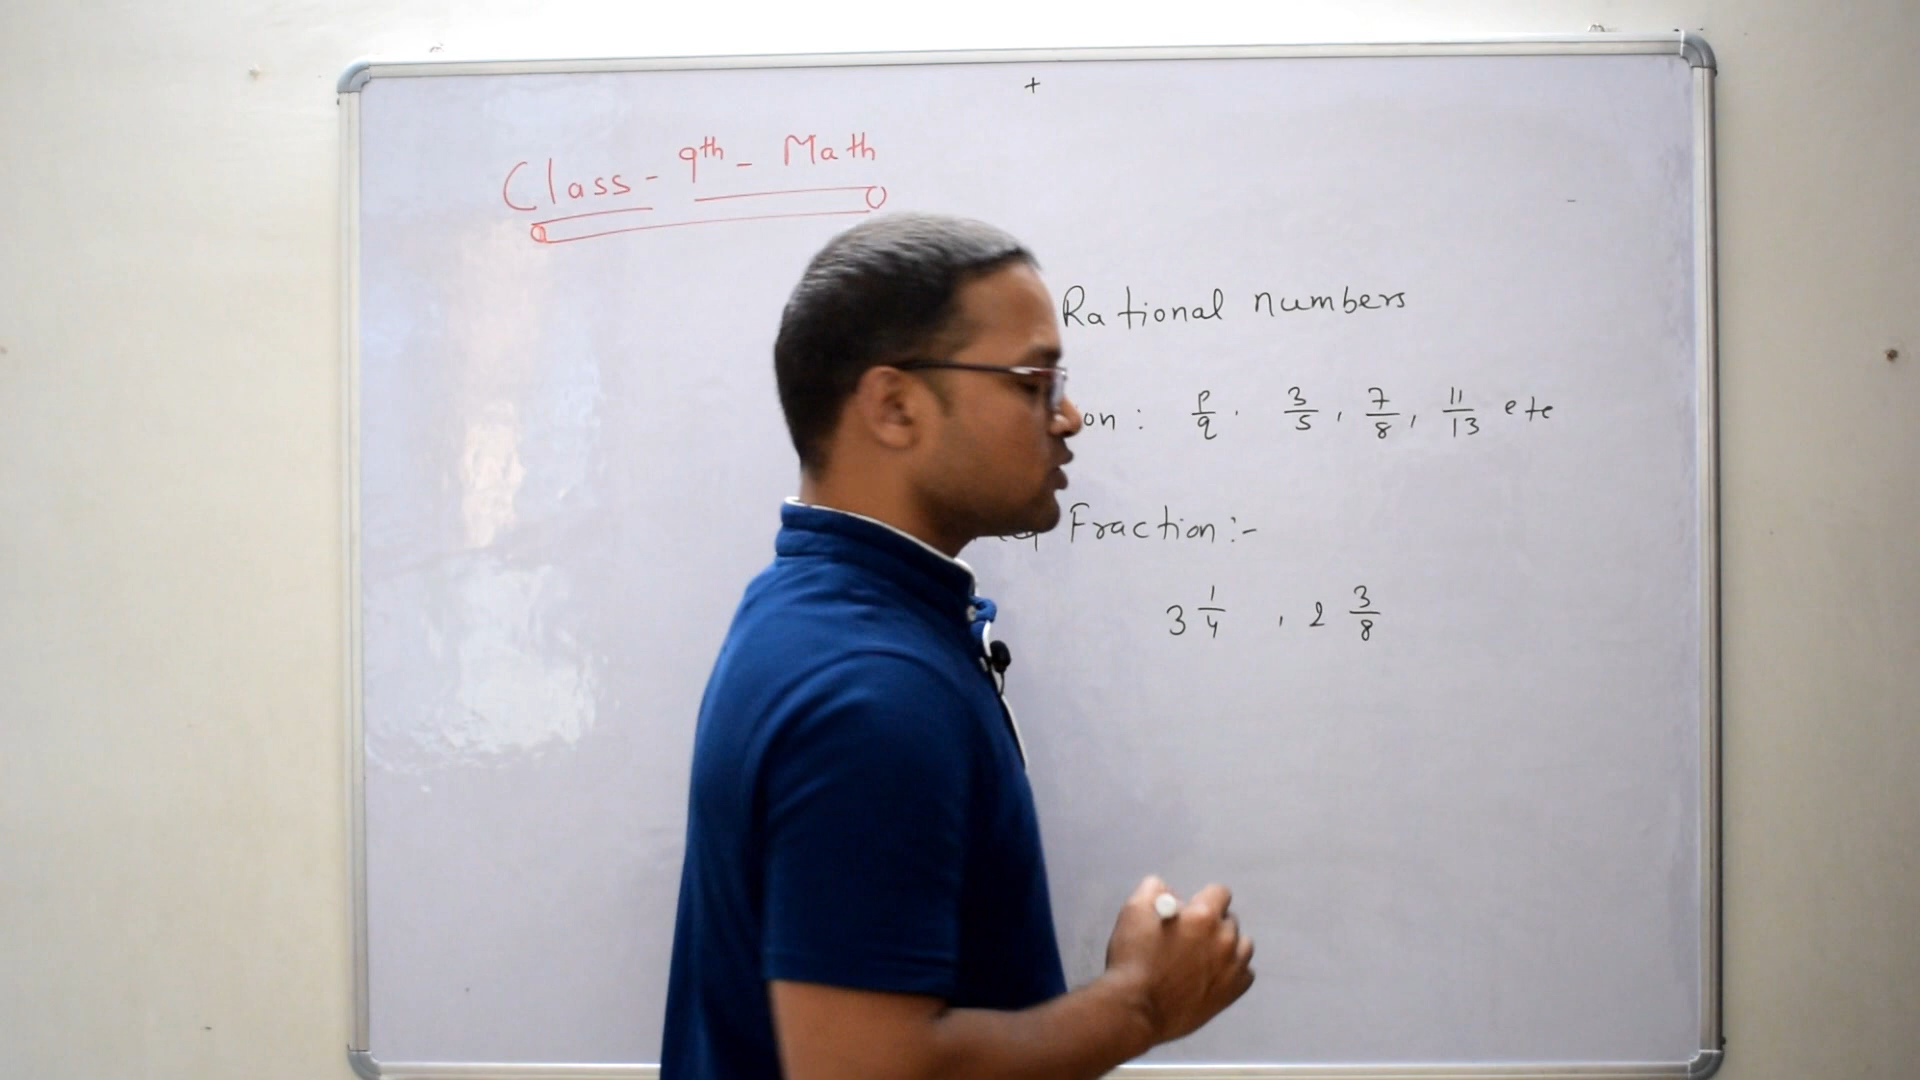 +
Class - 9th - Math
Rational numbers
on : p/q . 3/5 , 7/8 , 11/13 etc
Fraction :-
3 1/4 , 2 3/8